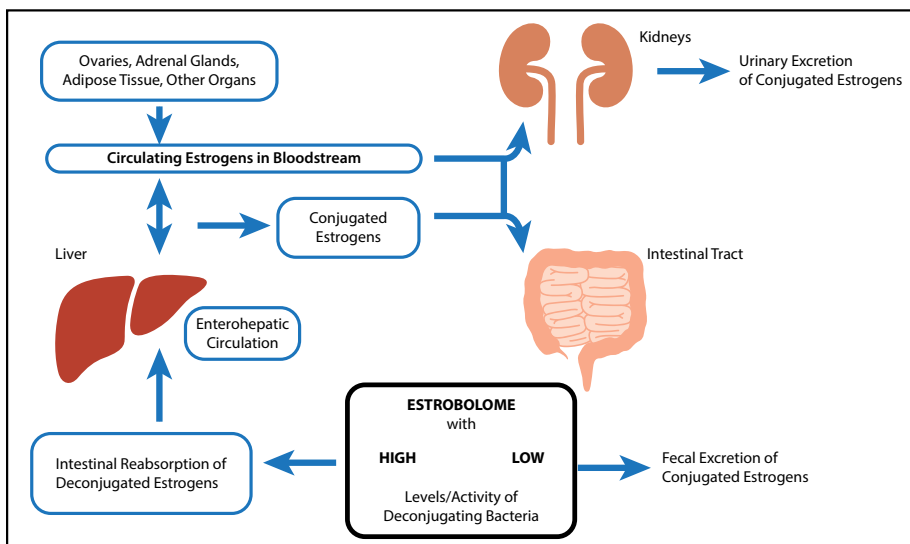 Ovaries, Adrenal Glands,
Adipose Tissue, Other Organs
Kidneys
Urinary Excretion
of Conjugated Estrogens
Circulating Estrogens in Bloodstream
Conjugated
Estrogens
Liver
Intestinal Tract
Enterohepatic
Circulation
ESTROBOLOME
with
HIGH LOW
Levels/Activity of
Deconjugating Bacteria
Intestinal Reabsorption of
Deconjugated Estrogens
Fecal Excretion of
Conjugated Estrogens